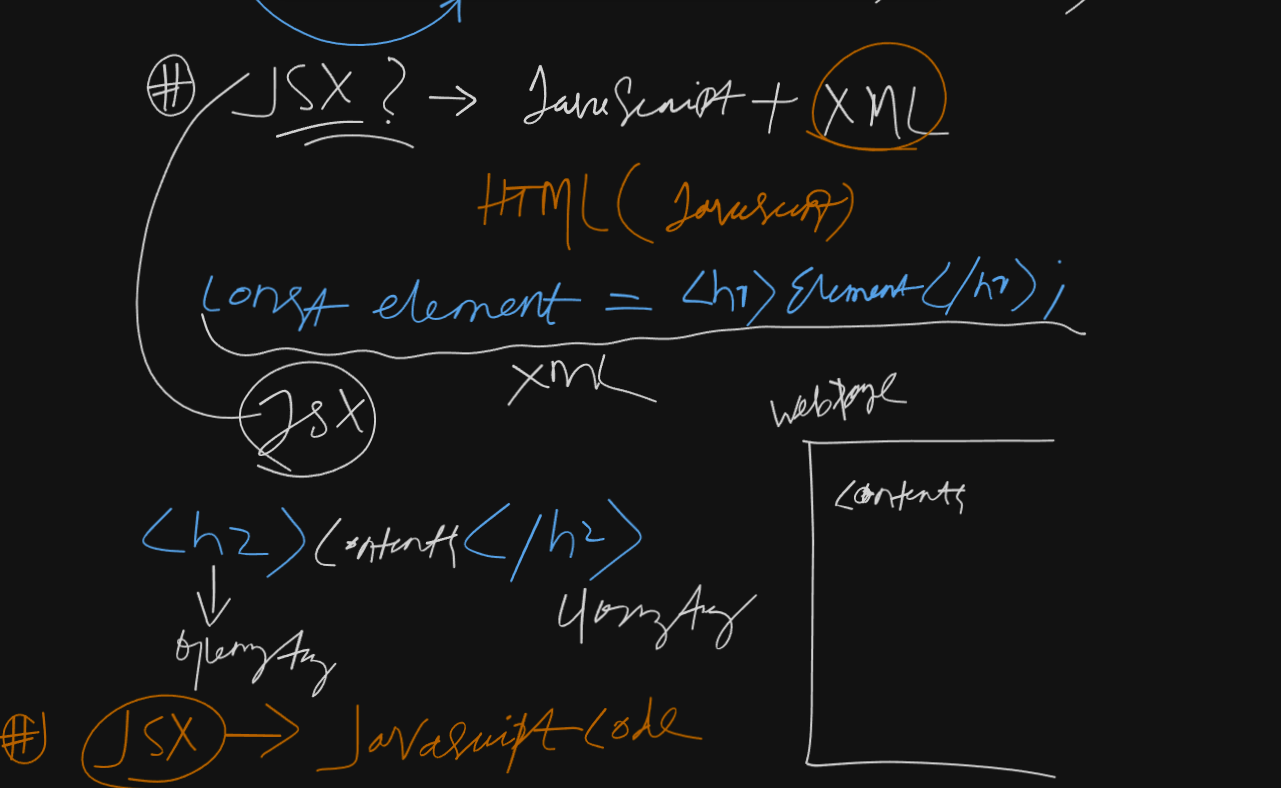 # JSX ? → JavaScript + XML
HTML (Javascript)
const element = <h1>Element</h1>;
XML
JSX
webpage
contents
<h2>contents</h2>
opening tag
closing tag
# JSX → Javascript code